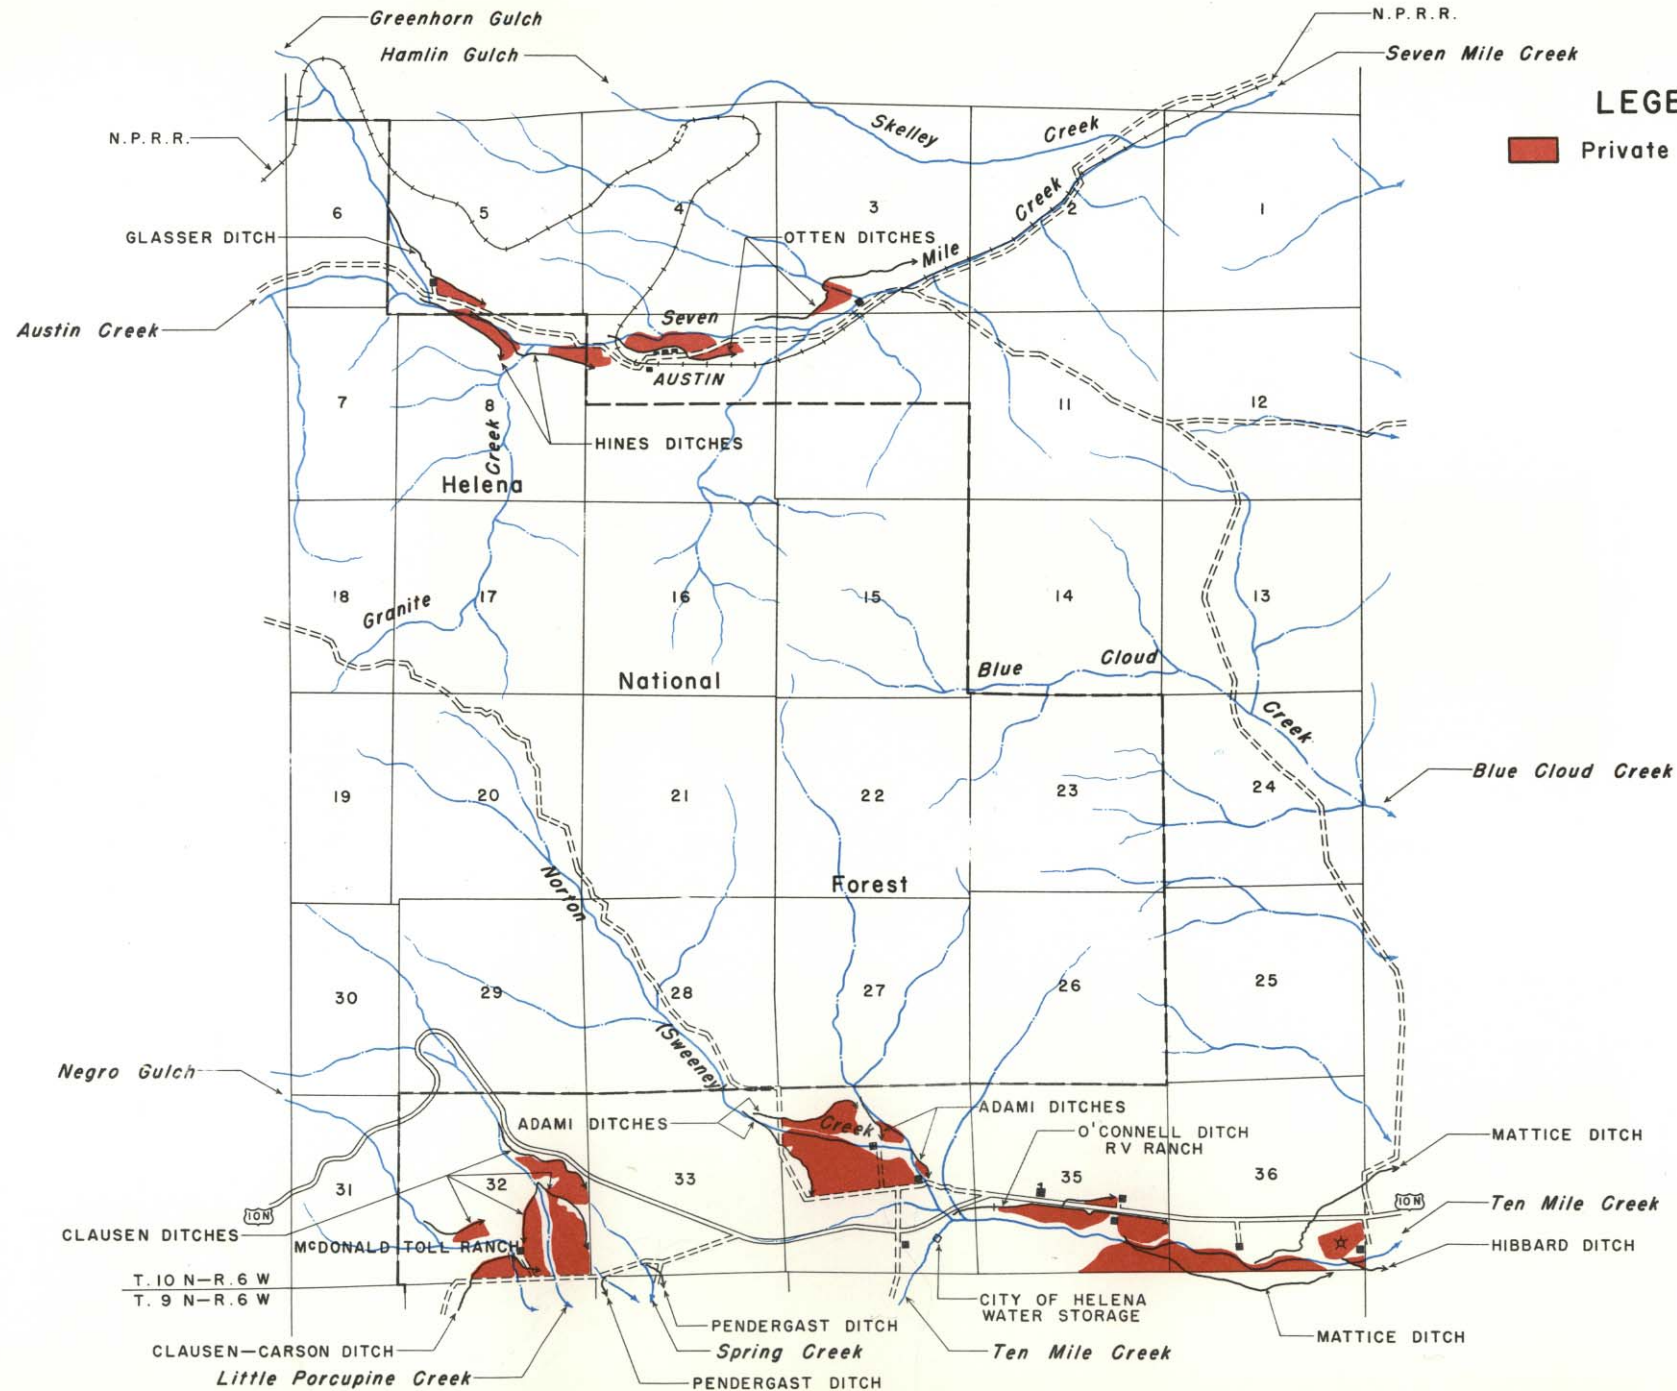 Greenhorn Gulch
N.P.R.R.
Hamlin Gulch
Seven Mile Creek
LEGE
Private
N.P.R.R.
Skelley Creek
Creek
6
5
4
3
2
1
GLASSER DITCH
OTTEN DITCHES
Mile
Austin Creek
Seven
AUSTIN
7
8
11
12
Creek
HINES DITCHES
Helena
18
Granite
17
16
15
14
13
National
Blue Cloud
Creek
Blue Cloud Creek
19
20
21
22
23
24
Norton
Forest
30
29
28
27
26
25
(Sweeney)
Negro Gulch
ADAMI DITCHES
Creek
ADAMI DITCHES
O'CONNELL DITCH
RV RANCH
MATTICE DITCH
31
32
33
35
36
10N
10N
Ten Mile Creek
CLAUSEN DITCHES
McDONALD TOLL RANCH
HIBBARD DITCH
T. 10 N–R. 6 W
T. 9 N–R. 6 W
CITY OF HELENA
WATER STORAGE
PENDERGAST DITCH
MATTICE DITCH
CLAUSEN–CARSON DITCH
Spring Creek
Ten Mile Creek
Little Porcupine Creek
PENDERGAST DITCH